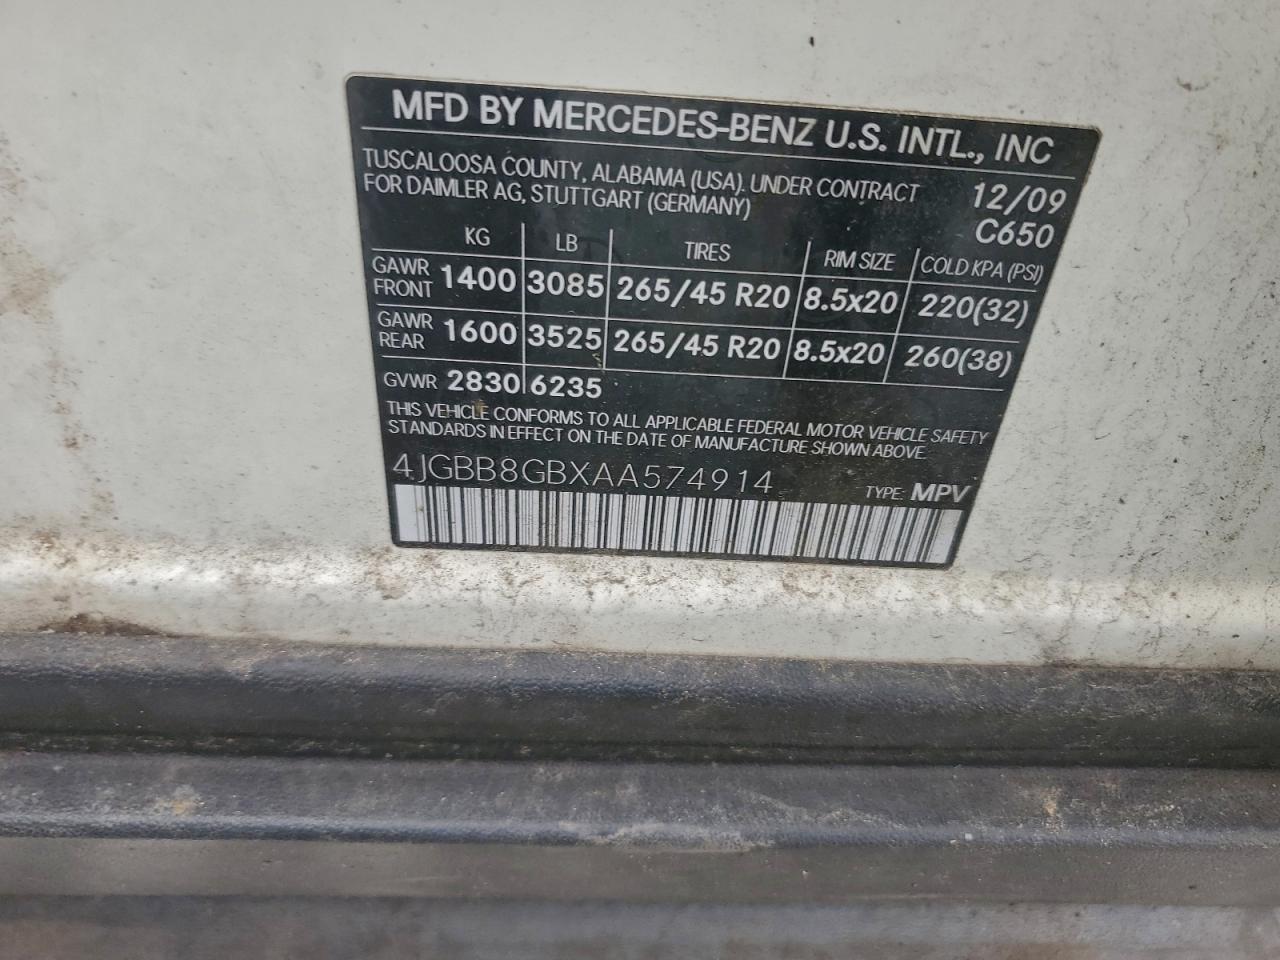 MFD BY MERCEDES-BENZ U.S. INTL., INC
TUSCALOOSA COUNTY, ALABAMA (USA). UNDER CONTRACT 12/09
FOR DAIMLER AG, STUTTGART (GERMANY) C650
KG LB TIRES RIM SIZE COLD KPA (PSI)
GAWR FRONT 1400 3085 265/45 R20 8.5x20 220(32)
GAWR REAR 1600 3525 265/45 R20 8.5x20 260(38)
GVWR 2830 6235
THIS VEHICLE CONFORMS TO ALL APPLICABLE FEDERAL MOTOR VEHICLE SAFETY
STANDARDS IN EFFECT ON THE DATE OF MANUFACTURE SHOWN ABOVE.
4JGBB8GBXAA574914 TYPE: MPV